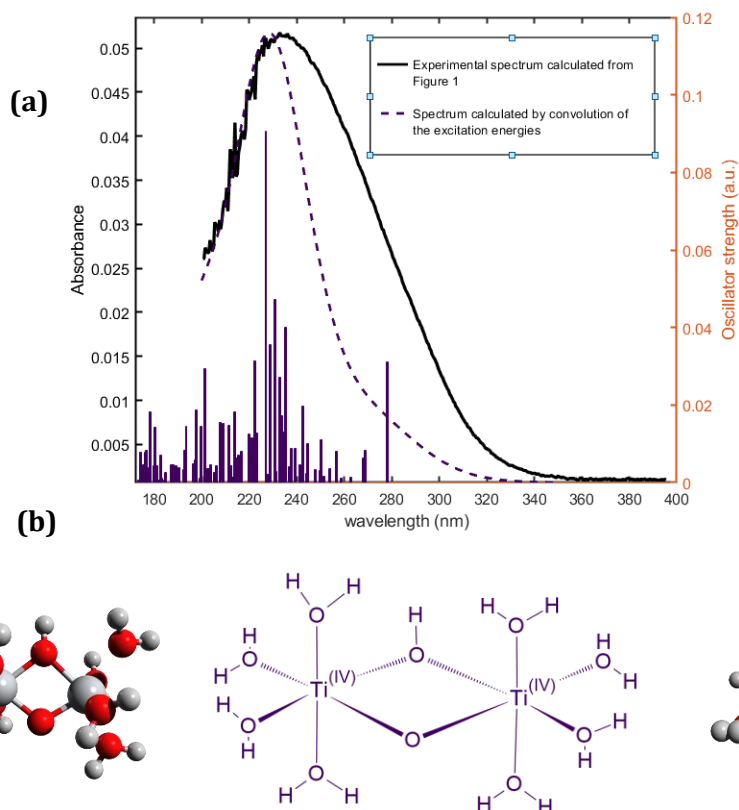 (a)
Absorbance
0.05
0.045
0.04
0.035
0.03
0.025
0.02
0.015
0.01
0.005
Experimental spectrum calculated from
Figure 1
Spectrum calculated by convolution of
the excitation energies
0.12
0.1
0.08
0.06
0.04
0.02
0
Oscillator strength (a.u.)
180 200 220 240 260 280 300 320 340 360 380 400
wavelength (nm)
(b)
H H H H H
O O
H H
H O O O H
Ti(IV) Ti(IV)
H
O O O H
H H
O O
H H H H